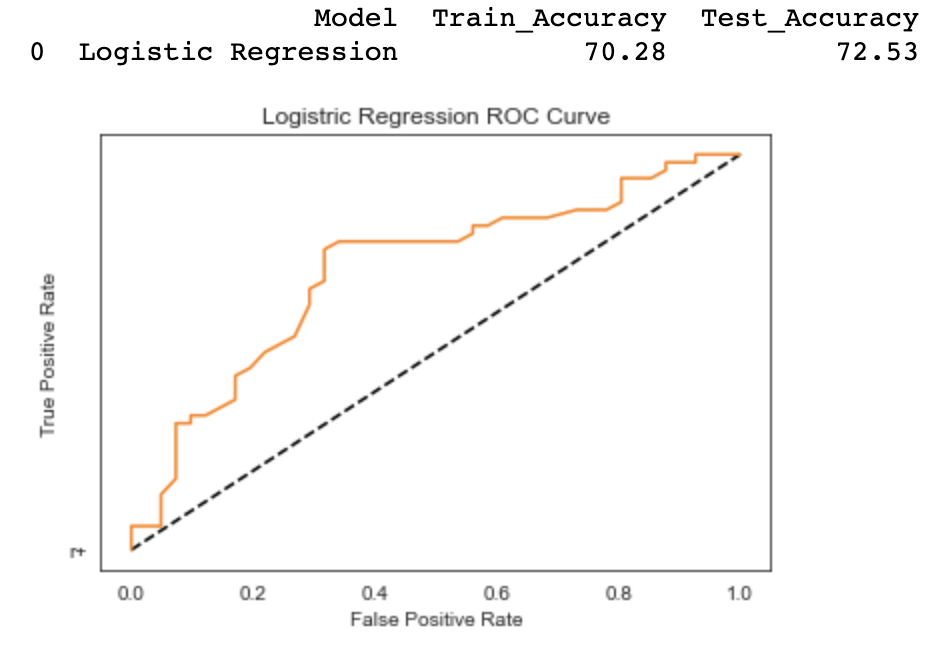 Model Train_Accuracy Test_Accuracy
0 Logistic Regression 70.28 72.53
Logistric Regression ROC Curve
True Positive Rate
0.0 0.2 0.4 0.6 0.8 1.0
False Positive Rate